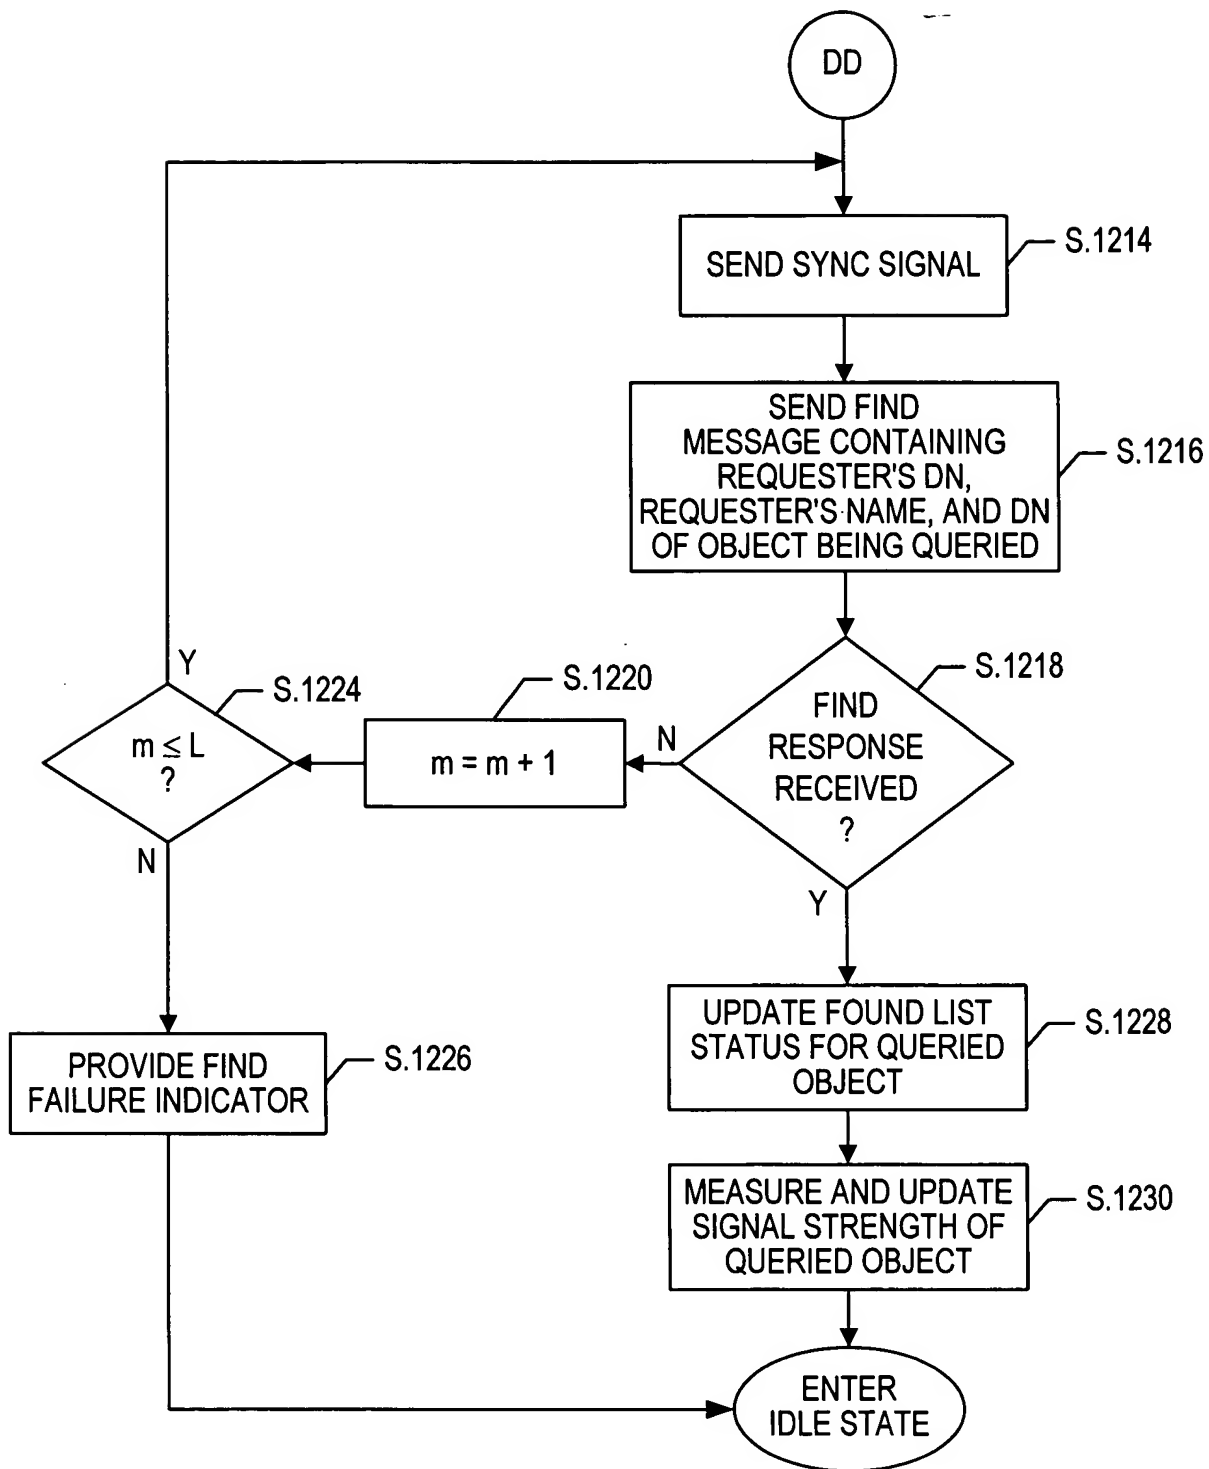 DD
SEND SYNC SIGNAL
S.1214
SEND FIND
MESSAGE CONTAINING
REQUESTER'S DN,
REQUESTER'S NAME, AND DN
OF OBJECT BEING QUERIED
S.1216
FIND
RESPONSE
RECEIVED
?
S.1218
N
Y
m = m + 1
S.1220
m ≤ L
?
S.1224
Y
N
PROVIDE FIND
FAILURE INDICATOR
S.1226
UPDATE FOUND LIST
STATUS FOR QUERIED
OBJECT
S.1228
MEASURE AND UPDATE
SIGNAL STRENGTH OF
QUERIED OBJECT
S.1230
ENTER
IDLE STATE